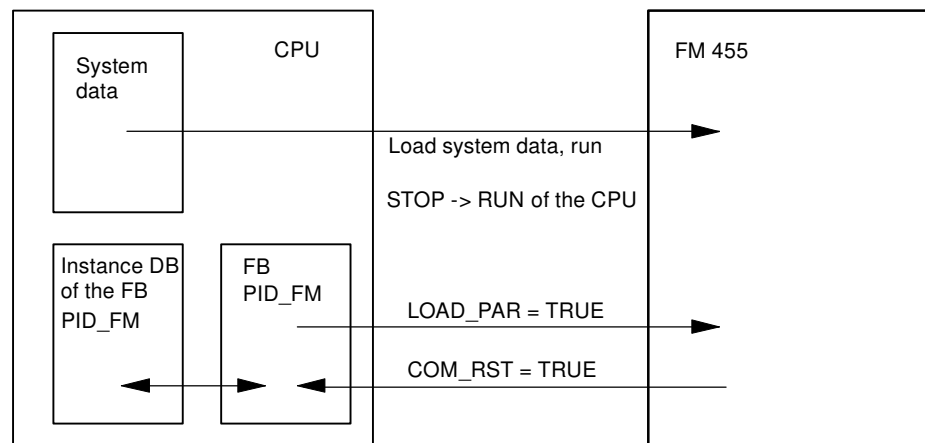 CPU
FM 455
System
data
Load system data, run
STOP -> RUN of the CPU
Instance DB
of the FB
PID_FM
FB
PID_FM
LOAD_PAR = TRUE
COM_RST = TRUE